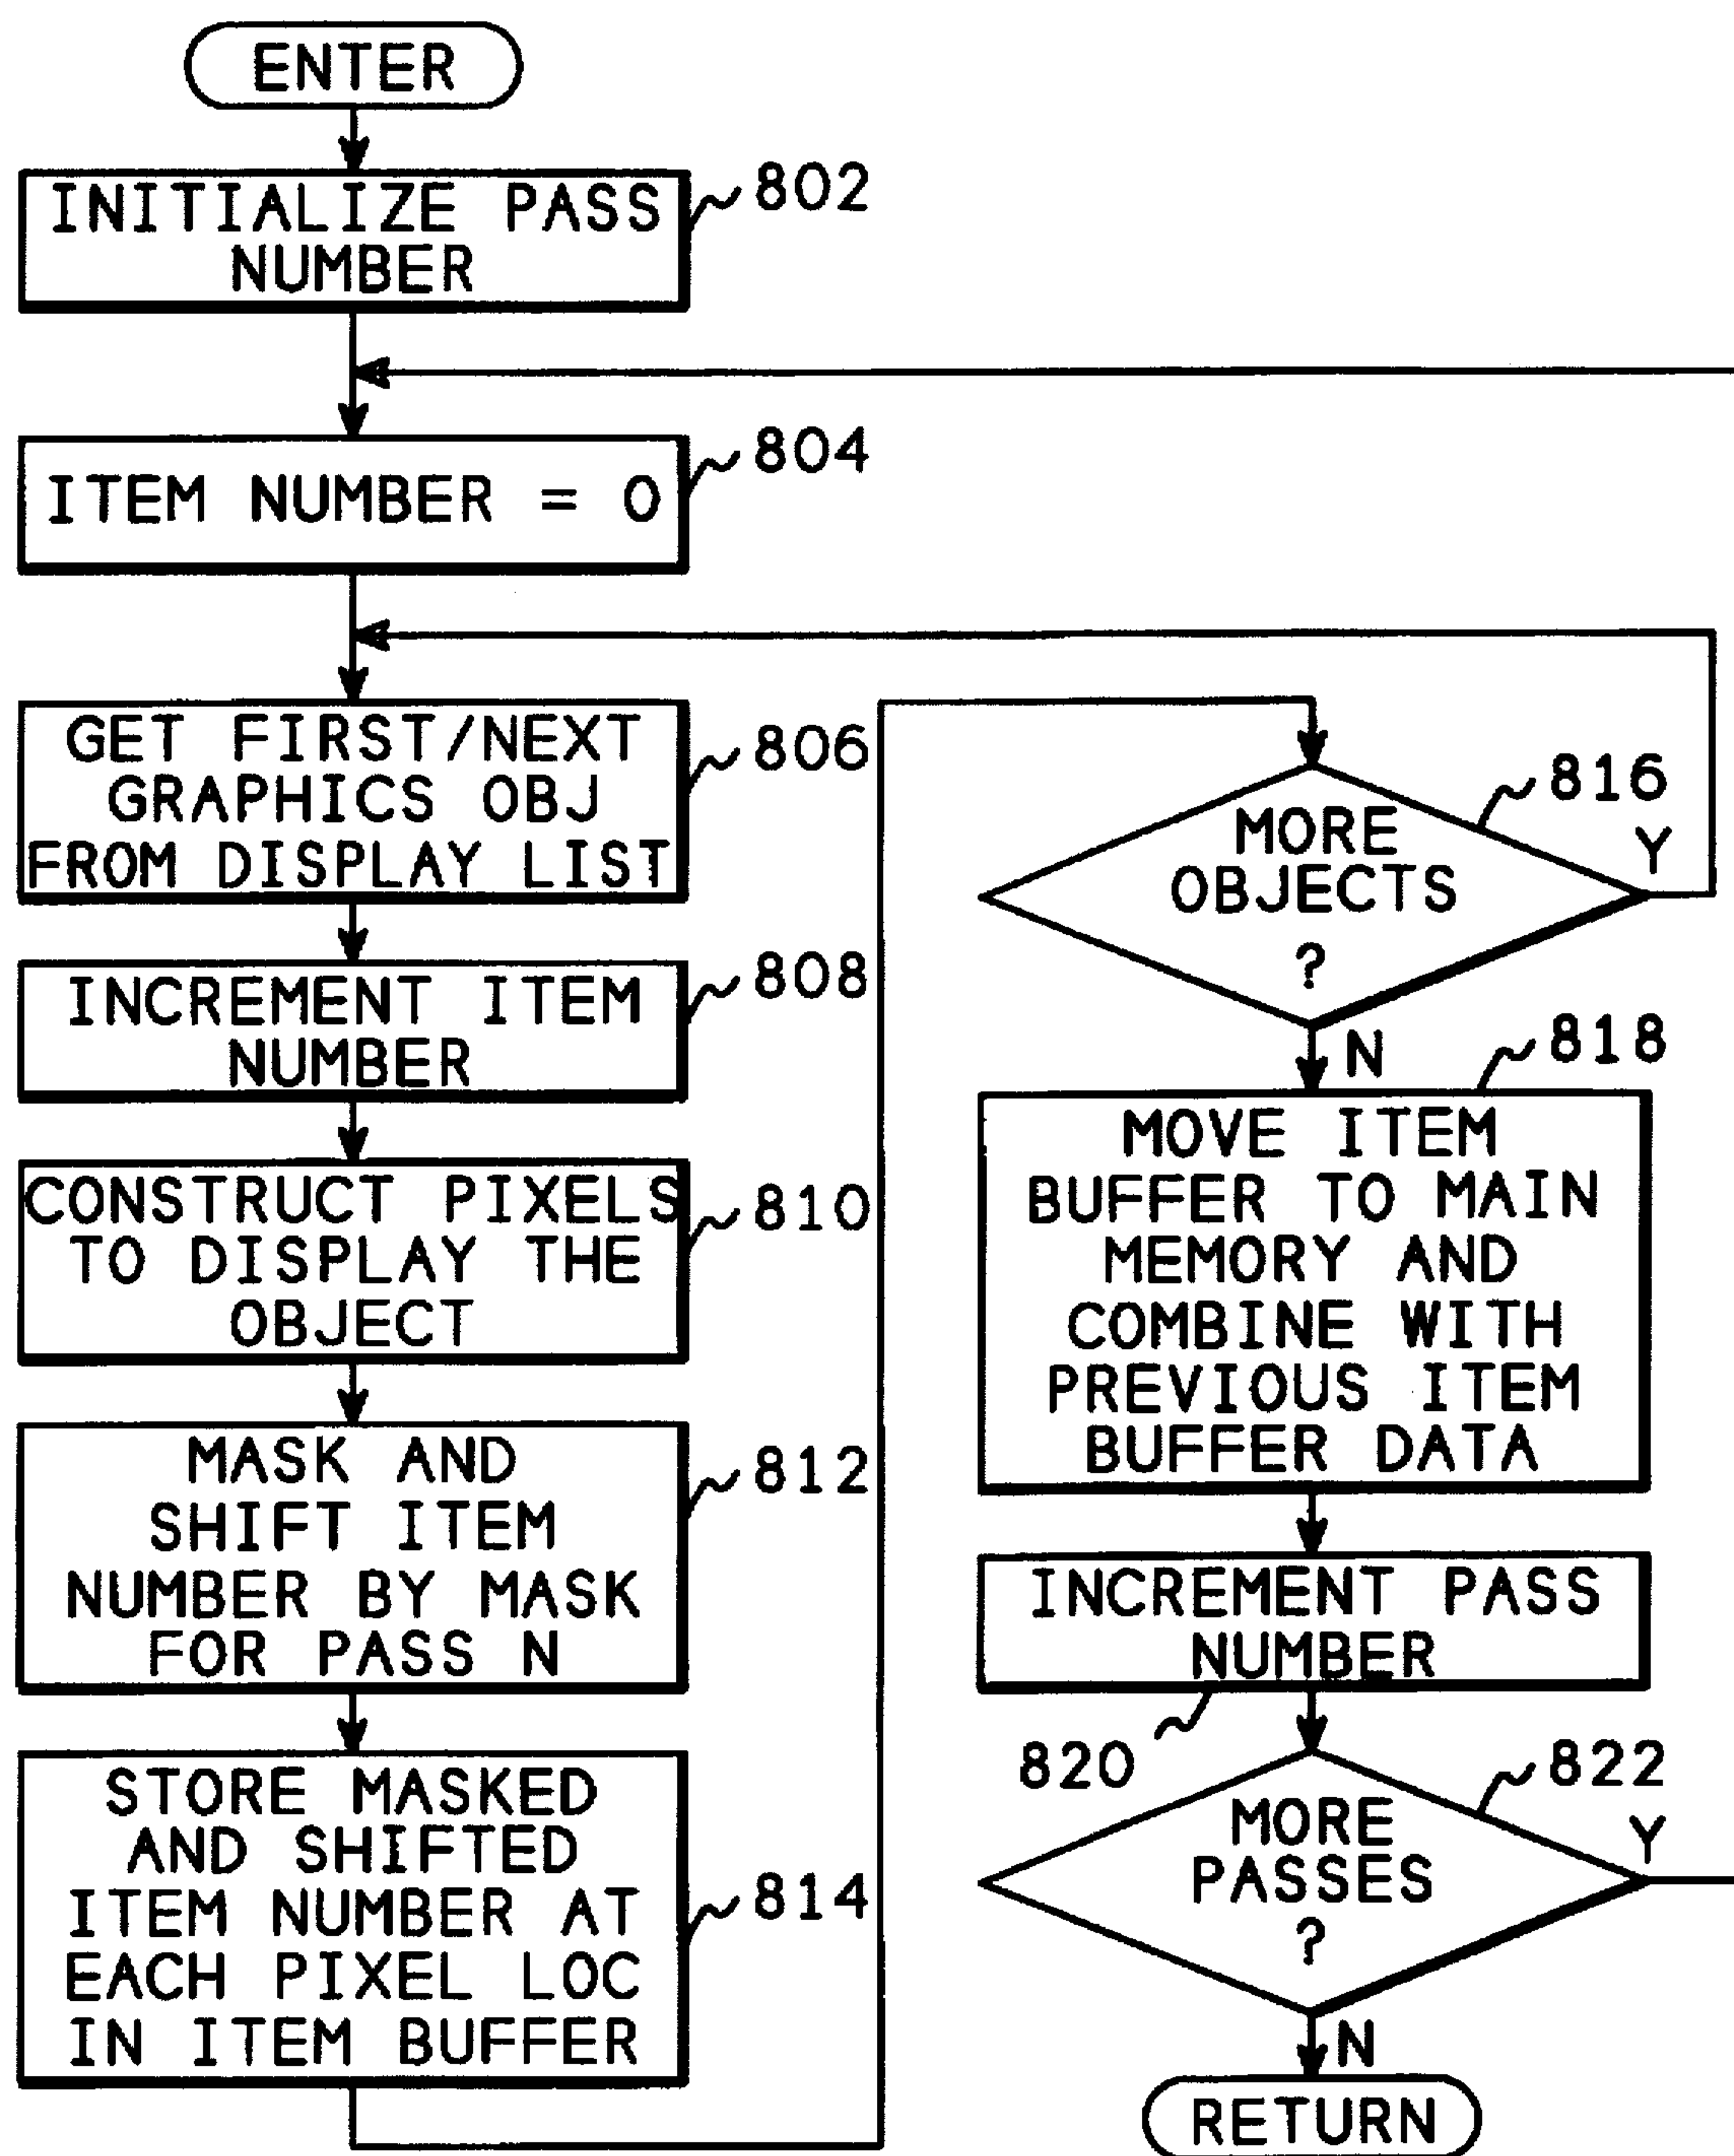 ENTER
INITIALIZE PASS
NUMBER
802
ITEM NUMBER = 0
804
GET FIRST/NEXT
GRAPHICS OBJ
FROM DISPLAY LIST
806
INCREMENT ITEM
NUMBER
808
CONSTRUCT PIXELS
TO DISPLAY THE
OBJECT
810
MASK AND
SHIFT ITEM
NUMBER BY MASK
FOR PASS N
812
STORE MASKED
AND SHIFTED
ITEM NUMBER AT
EACH PIXEL LOC
IN ITEM BUFFER
814
MORE
OBJECTS
?
816
Y
N
MOVE ITEM
BUFFER TO MAIN
MEMORY AND
COMBINE WITH
PREVIOUS ITEM
BUFFER DATA
818
INCREMENT PASS
NUMBER
820
MORE
PASSES
?
822
Y
N
RETURN